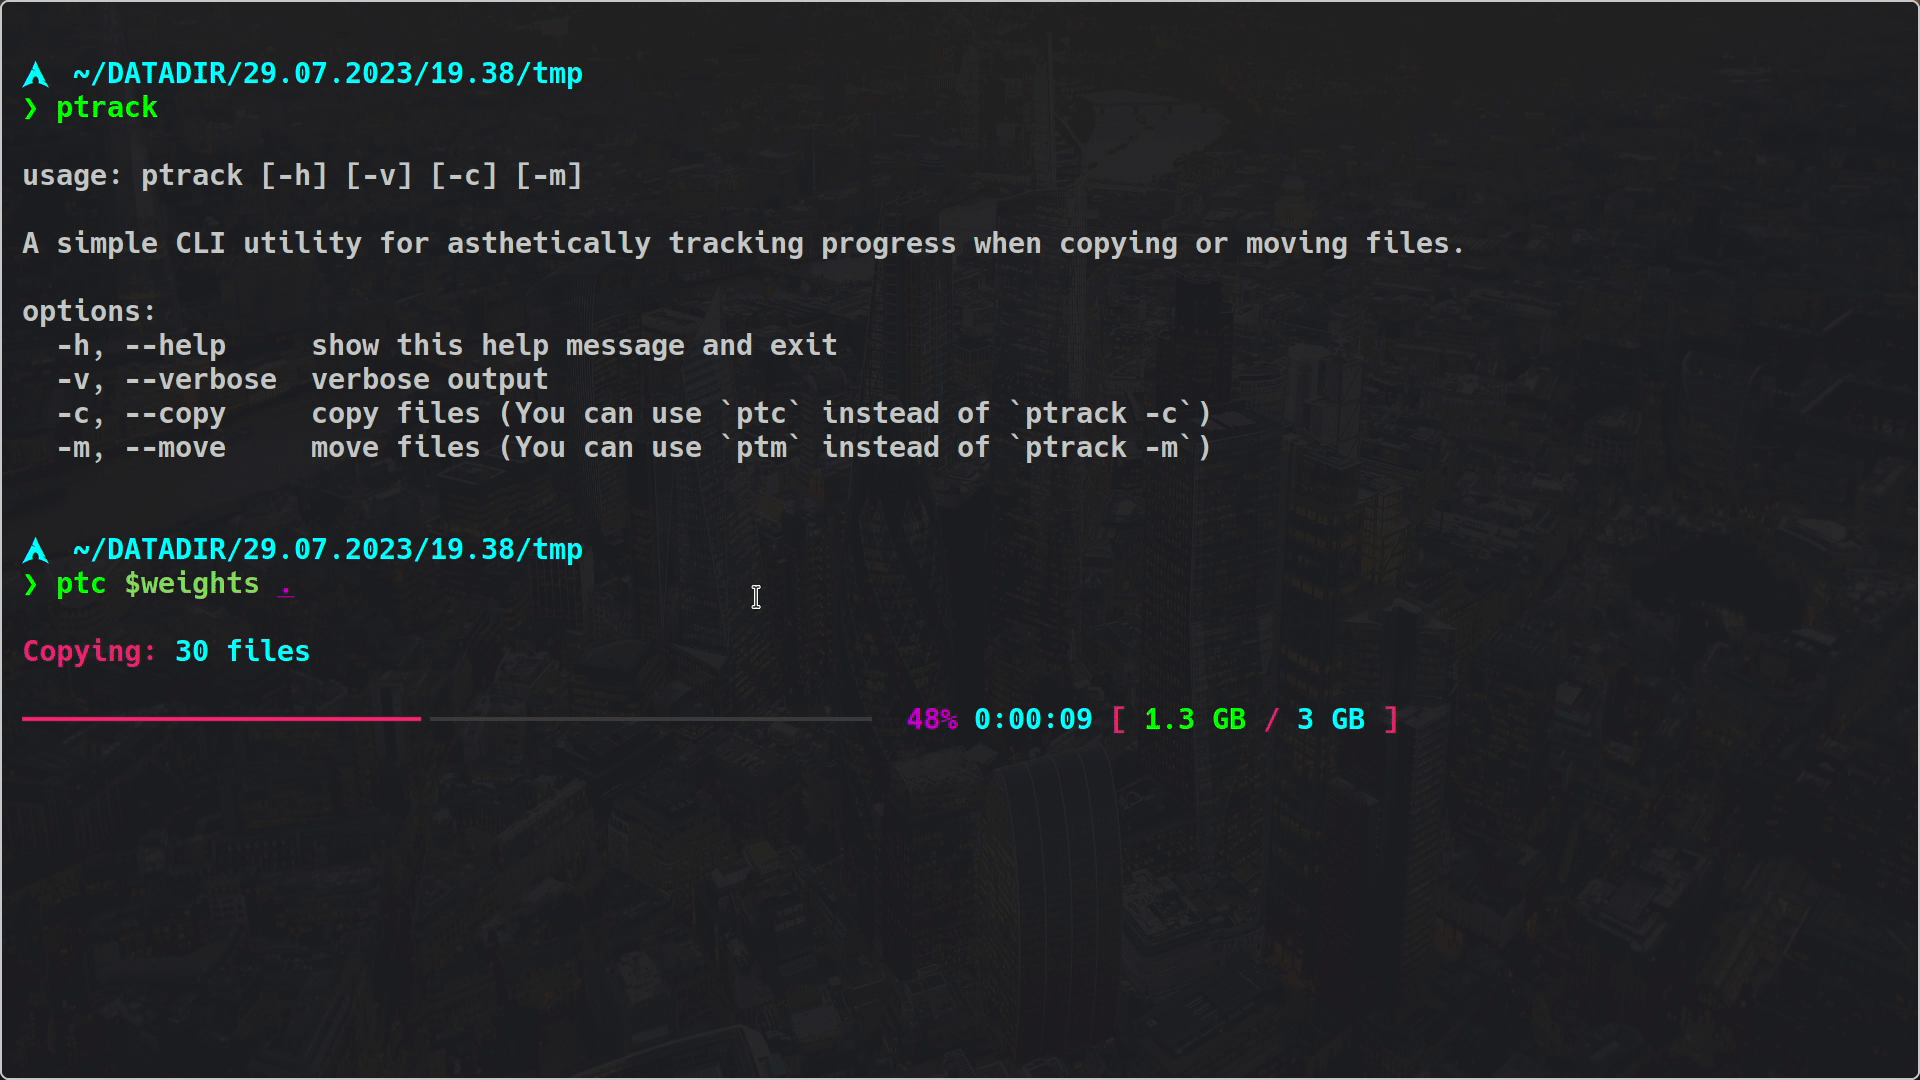 ~/DATADIR/29.07.2023/19.38/tmp
❯ ptrack
usage: ptrack [-h] [-v] [-c] [-m]
A simple CLI utility for asthetically tracking progress when copying or moving files.
options:
-h, --help show this help message and exit
-v, --verbose verbose output
-c, --copy copy files (You can use `ptc` instead of `ptrack -c`)
-m, --move move files (You can use `ptm` instead of `ptrack -m`)
~/DATADIR/29.07.2023/19.38/tmp
❯ ptc $weights .
Copying: 30 files
48% 0:00:09 [ 1.3 GB / 3 GB ]